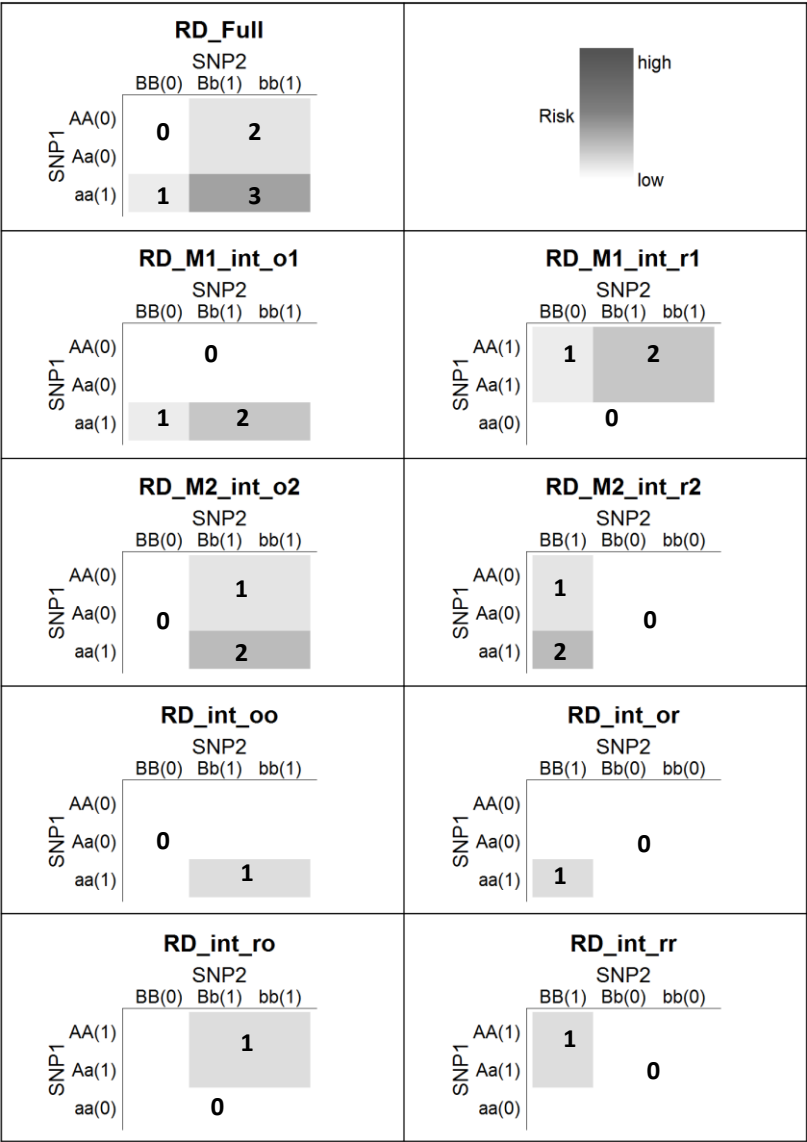 RD_Full
SNP2
BB(0) Bb(1) bb(1)
SNP1
AA(0)
Aa(0)
aa(1)
0 2
1 3
Risk
high
low
RD_M1_int_o1
SNP2
BB(0) Bb(1) bb(1)
SNP1
AA(0)
Aa(0)
aa(1)
0
1 2
RD_M1_int_r1
SNP2
BB(0) Bb(1) bb(1)
SNP1
AA(1)
Aa(1)
aa(0)
1 2
0
RD_M2_int_o2
SNP2
BB(0) Bb(1) bb(1)
SNP1
AA(0)
Aa(0)
aa(1)
1
0
2
RD_M2_int_r2
SNP2
BB(1) Bb(0) bb(0)
SNP1
AA(0)
Aa(0)
aa(1)
1
0
2
RD_int_oo
SNP2
BB(0) Bb(1) bb(1)
SNP1
AA(0)
Aa(0)
aa(1)
0
1
RD_int_or
SNP2
BB(1) Bb(0) bb(0)
SNP1
AA(0)
Aa(0)
aa(1)
0
1
RD_int_ro
SNP2
BB(0) Bb(1) bb(1)
SNP1
AA(1)
Aa(1)
aa(0)
1
0
RD_int_rr
SNP2
BB(1) Bb(0) bb(0)
SNP1
AA(1)
Aa(1)
aa(0)
1
0